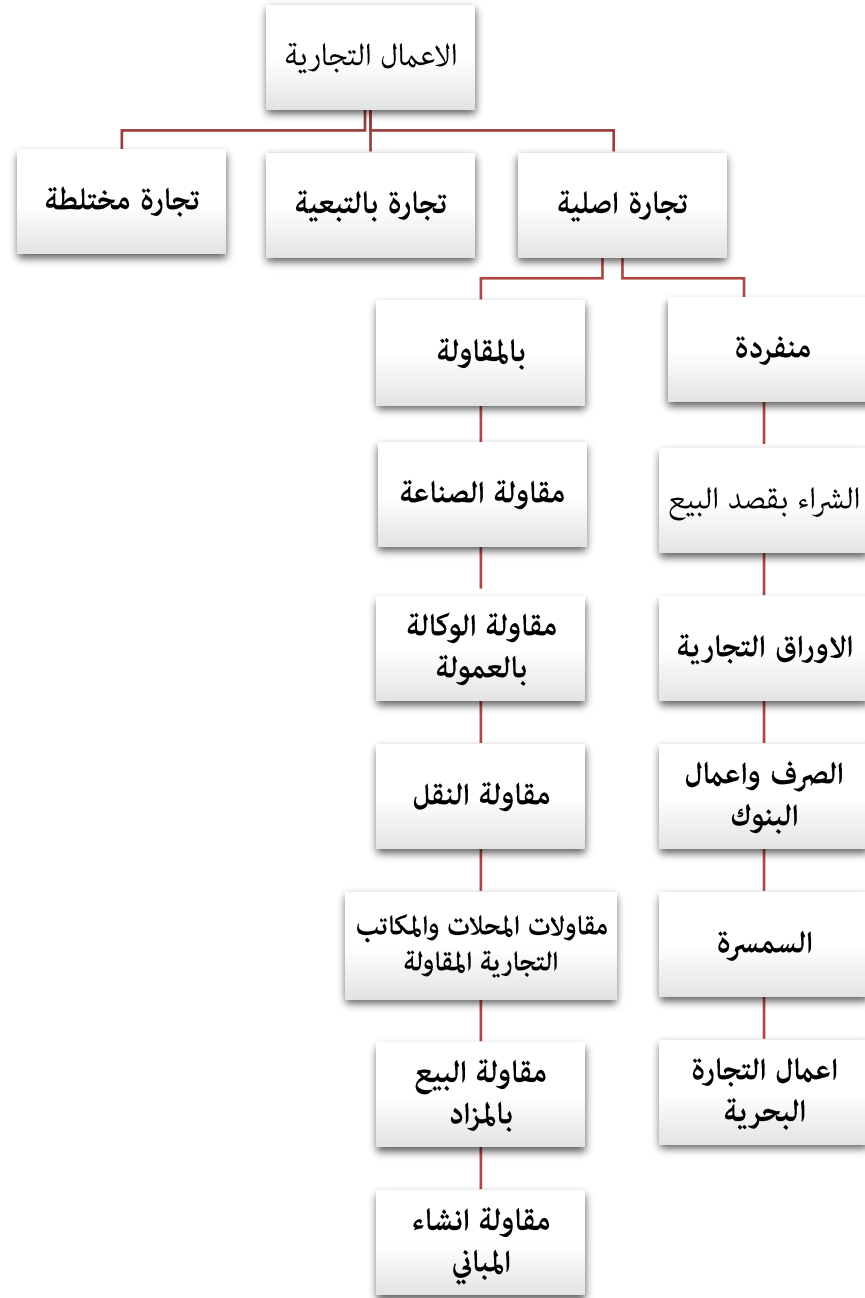 الاعمال التجارية
تجارة اصلية
تجارة بالتبعية
تجارة مختلطة
منفردة
بالمقاولة
الشراء بقصد البيع
مقاولة الصناعة
الاوراق التجارية
مقاولة الوكالة
بالعمولة
الصرف واعمال
البنوك
مقاولة النقل
السمسرة
مقاولات المحلات والمكاتب
التجارية المقاولة
اعمال التجارة
البحرية
مقاولة البيع
بالمزاد
مقاولة انشاء
المباني